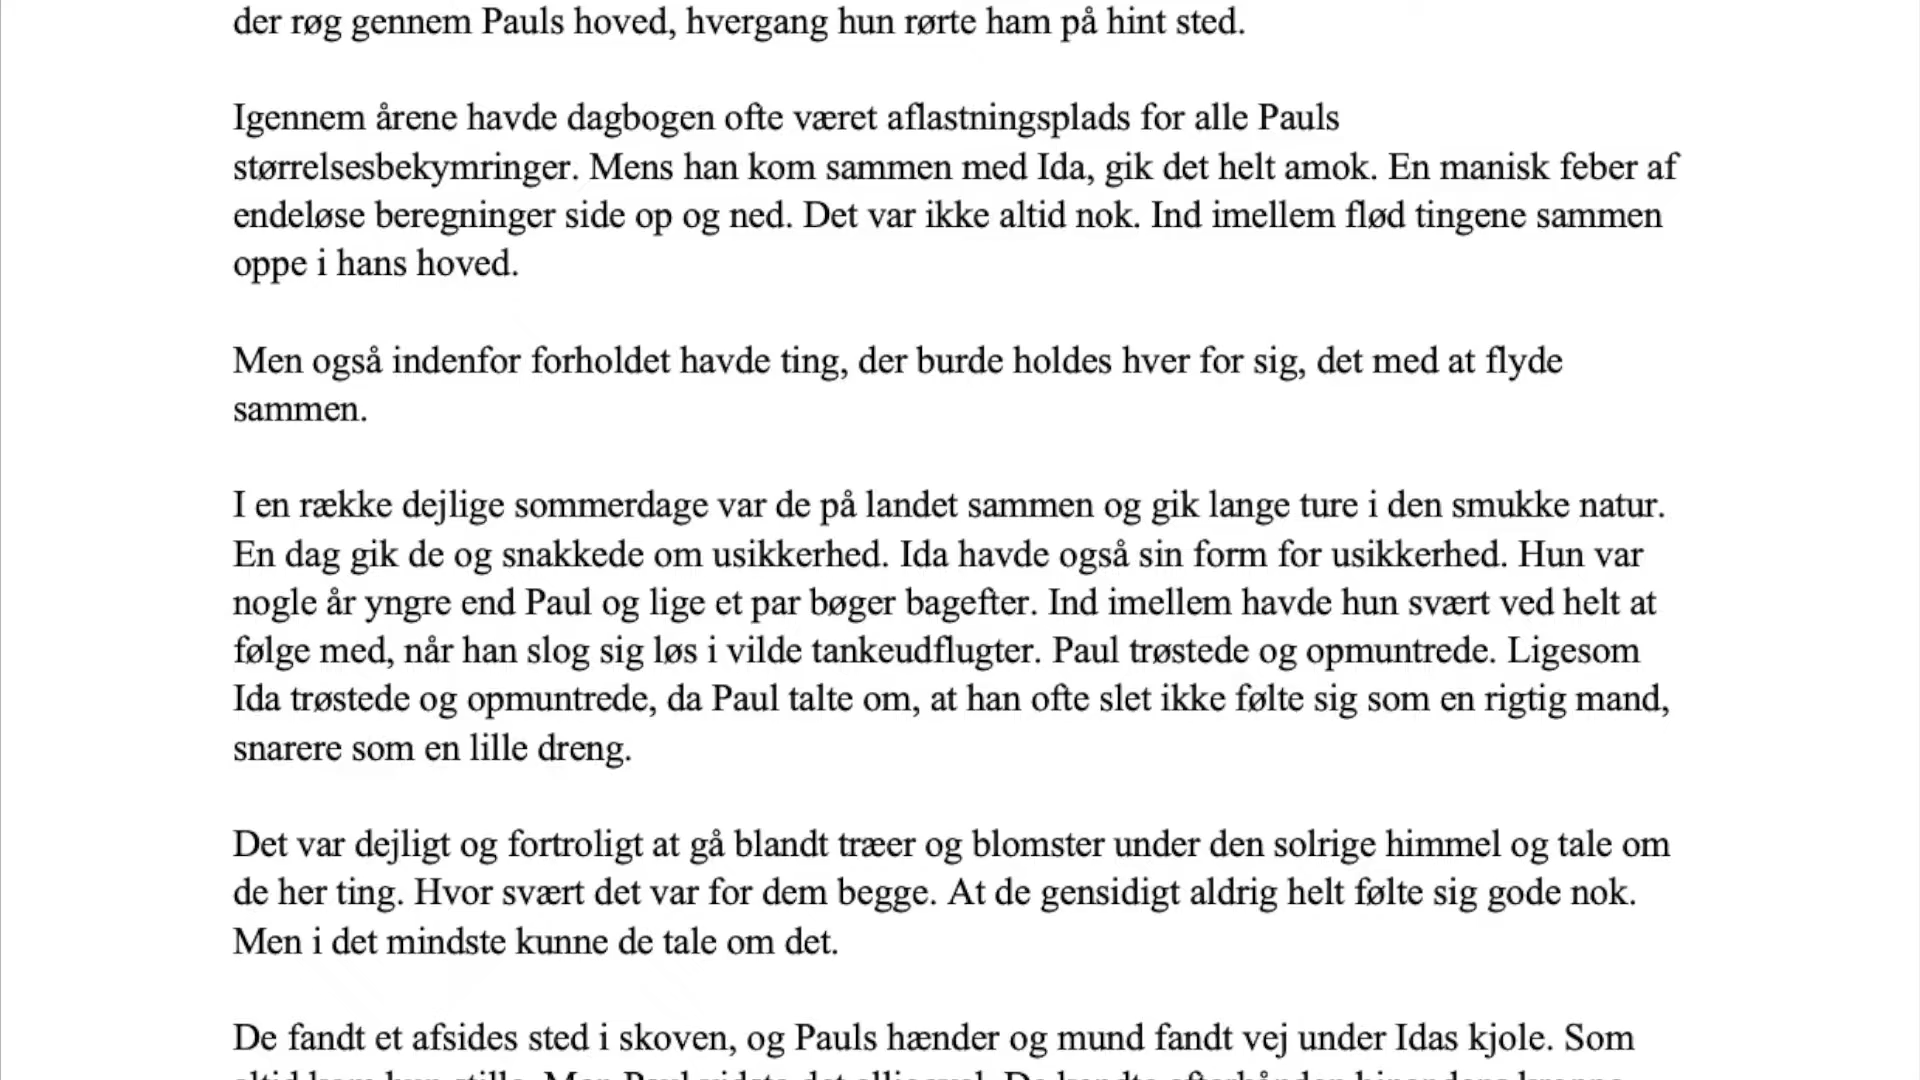 der røg gennem Pauls hoved, hvergang hun rørte ham på hint sted.
Igennem årene havde dagbogen ofte været aflastningsplads for alle Pauls
størrelsesbekymringer. Mens han kom sammen med Ida, gik det helt amok. En manisk feber af
endeløse beregninger side op og ned. Det var ikke altid nok. Ind imellem flød tingene sammen
oppe i hans hoved.
Men også indenfor forholdet havde ting, der burde holdes hver for sig, det med at flyde
sammen.
I en række dejlige sommerdage var de på landet sammen og gik lange ture i den smukke natur.
En dag gik de og snakkede om usikkerhed. Ida havde også sin form for usikkerhed. Hun var
nogle år yngre end Paul og lige et par bøger bagefter. Ind imellem havde hun svært ved helt at
følge med, når han slog sig løs i vilde tankeudflugter. Paul trøstede og opmuntrede. Ligesom
Ida trøstede og opmuntrede, da Paul talte om, at han ofte slet ikke følte sig som en rigtig mand,
snarere som en lille dreng.
Det var dejligt og fortroligt at gå blandt træer og blomster under den solrige himmel og tale om
de her ting. Hvor svært det var for dem begge. At de gensidigt aldrig helt følte sig gode nok.
Men i det mindste kunne de tale om det.
De fandt et afsides sted i skoven, og Pauls hænder og mund fandt vej under Idas kjole. Som